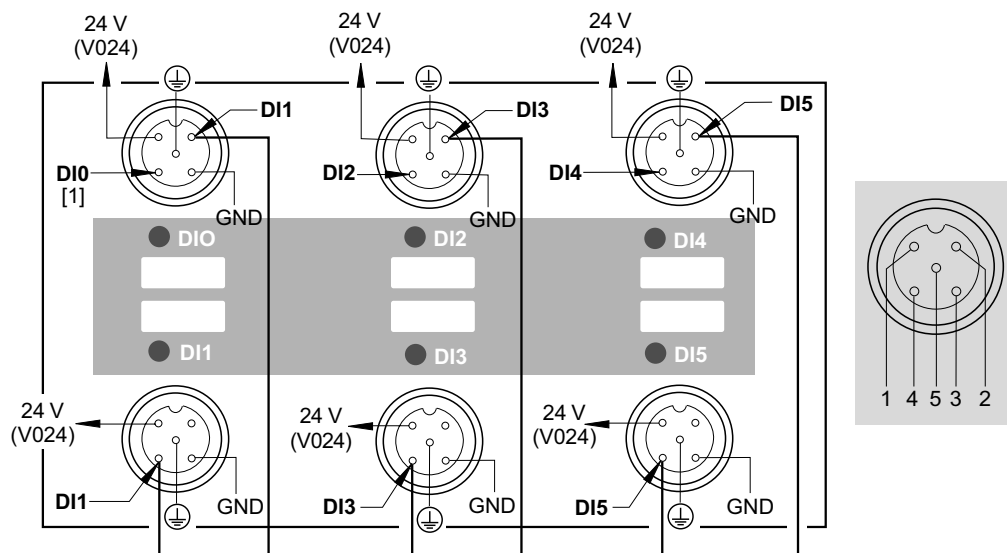 24 V
(V024)
24 V
(V024)
24 V
(V024)
DI1
DI3
DI5
DI0
[1]
DI2
DI4
GND
GND
GND
DIO
DI2
DI4
DI1
DI3
DI5
24 V
(V024)
24 V
(V024)
24 V
(V024)
DI1
GND
DI3
GND
DI5
GND
1 4 5 3 2